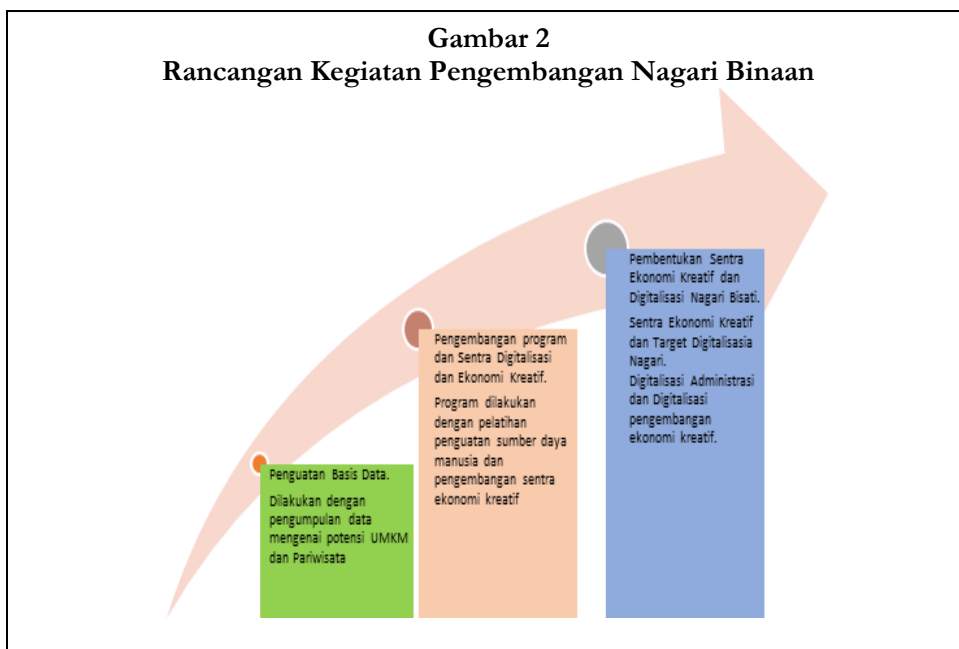 Gambar 2
Rancangan Kegiatan Pengembangan Nagari Binaan
Penguatan Basis Data.
Dilakukan dengan
pengumpulan data
mengenai potensi UMKM
dan Pariwisata
Pengembangan program
dan Sentra Digitalisasi
dan Ekonomi Kreatif.
Program dilakukan
dengan pelatihan
penguatan sumber daya
manusia dan
pengembangan sentra
ekonomi kreatif
Pembentukan Sentra
Ekonomi Kreatif dan
Digitalisasi Nagari Bisati.
Sentra Ekonomi Kreatif
dan Target Digitalisasia
Nagari.
Digitalisasi Administrasi
dan Digitalisasi
pengembangan
ekonomi kreatif.